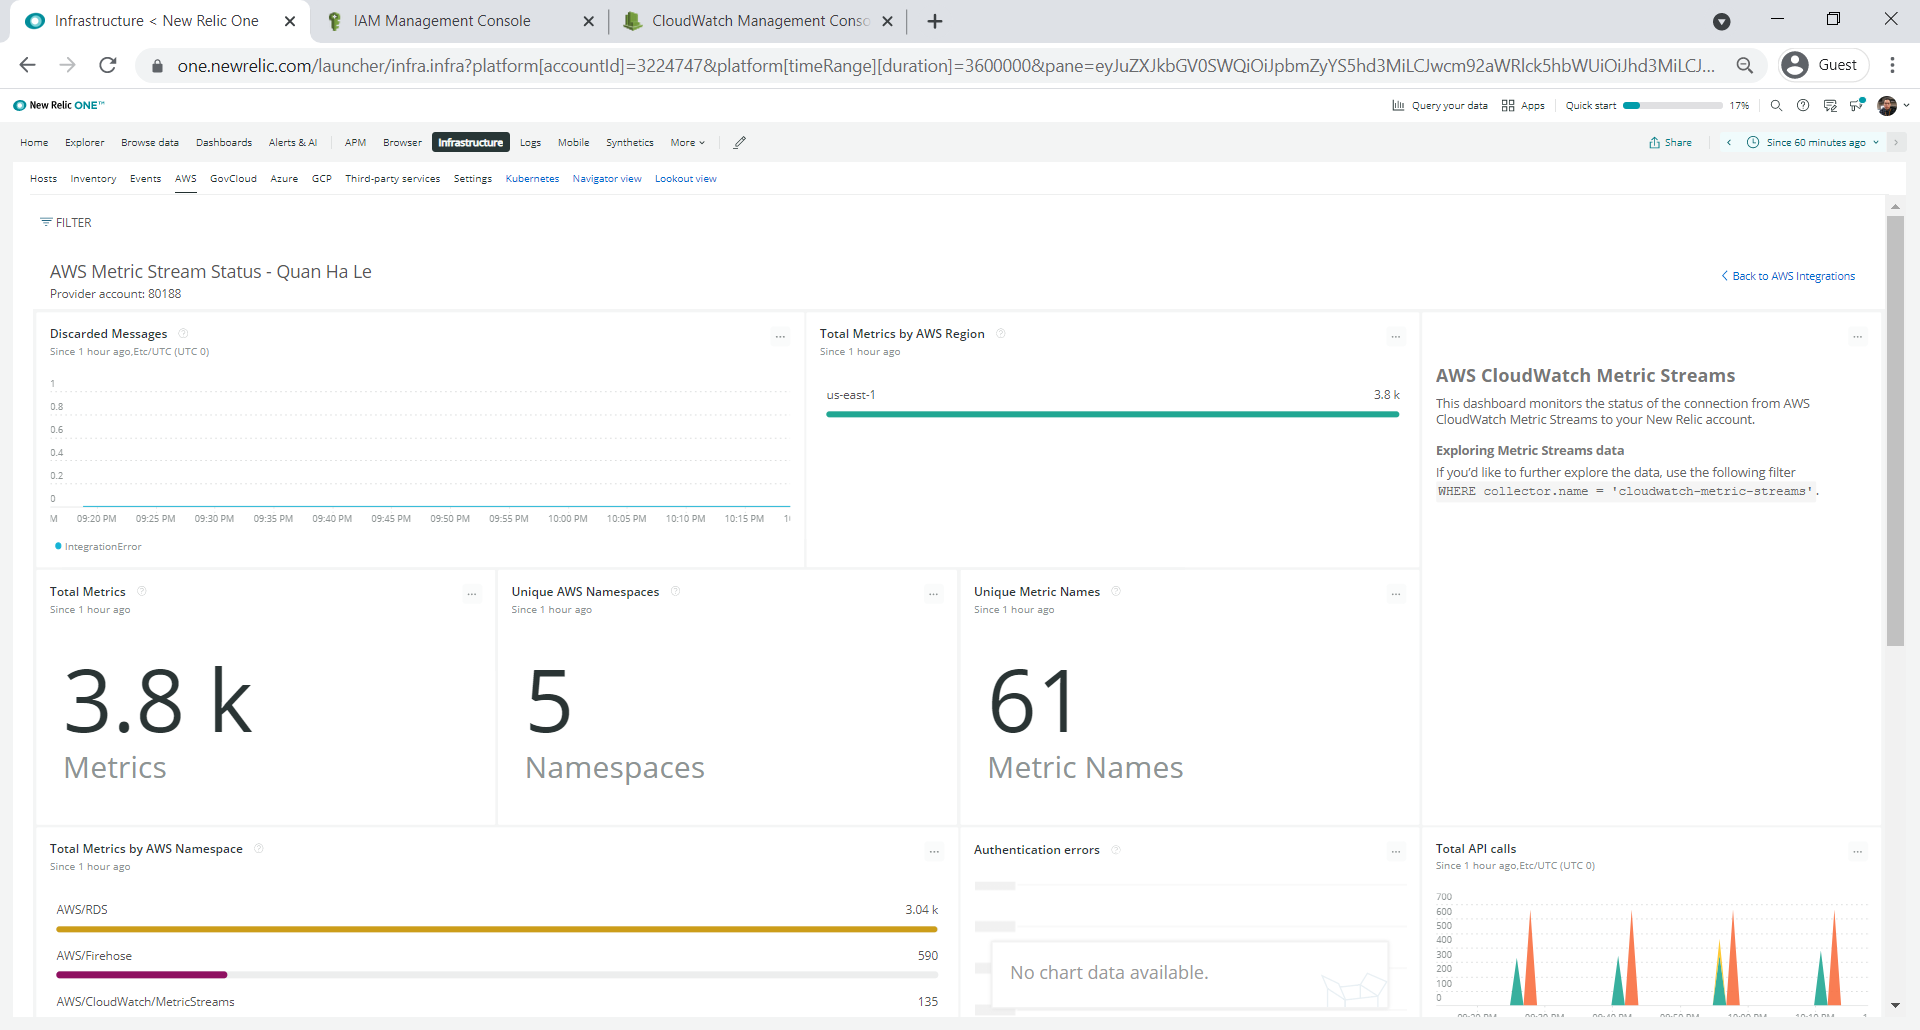 Infrastructure < New Relic One
IAM Management Console
CloudWatch Management Conso
one.newrelic.com/launcher/infra.infra?platform[accountId]=3224747&platform[timeRange][duration]=3600000&pane=eyJuZXJkbGV0SWQiOiJpbmZyYS5hd3MiLCJwcm92aWRlck5hbWUiOiJhd3MiLCJ...
Guest
New Relic ONE™
Query your data
Apps
Quick start
17%
Home
Explorer
Browse data
Dashboards
Alerts & AI
APM
Browser
Infrastructure
Logs
Mobile
Synthetics
More
Share
Since 60 minutes ago
Hosts
Inventory
Events
AWS
GovCloud
Azure
GCP
Third-party services
Settings
Kubernetes
Navigator view
Lookout view
FILTER
AWS Metric Stream Status - Quan Ha Le
Provider account: 80188
Back to AWS Integrations
Discarded Messages
Since 1 hour ago,Etc/UTC (UTC 0)
1
0.8
0.6
0.4
0.2
0
M 09:20 PM 09:25 PM 09:30 PM 09:35 PM 09:40 PM 09:45 PM 09:50 PM 09:55 PM 10:00 PM 10:05 PM 10:10 PM 10:15 PM
IntegrationError
Total Metrics by AWS Region
Since 1 hour ago
us-east-1 3.8 k
AWS CloudWatch Metric Streams
This dashboard monitors the status of the connection from AWS
CloudWatch Metric Streams to your New Relic account.
Exploring Metric Streams data
If you'd like to further explore the data, use the following filter
WHERE collector.name = 'cloudwatch-metric-streams'.
Total Metrics
Since 1 hour ago
3.8 k
Metrics
Unique AWS Namespaces
Since 1 hour ago
5
Namespaces
Unique Metric Names
Since 1 hour ago
61
Metric Names
Total Metrics by AWS Namespace
Since 1 hour ago
AWS/RDS 3.04 k
AWS/Firehose 590
AWS/CloudWatch/MetricStreams 135
Authentication errors
No chart data available.
Total API calls
Since 1 hour ago,Etc/UTC (UTC 0)
700
600
500
400
300
200
100
0